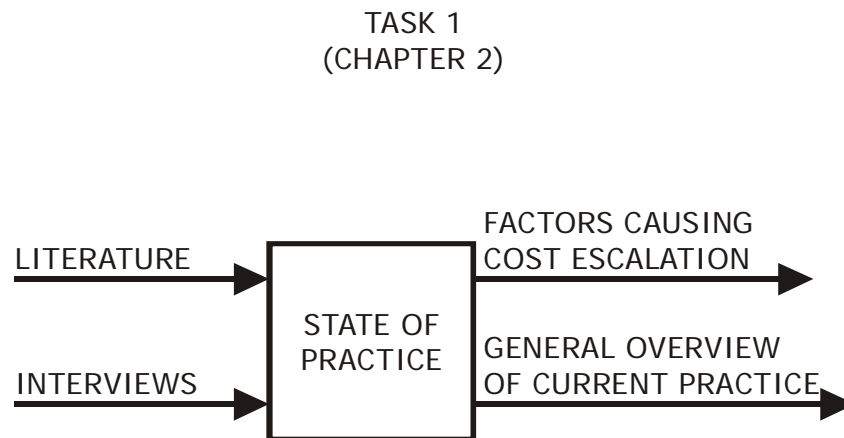 TASK 1
(CHAPTER 2)
FACTORS CAUSING
COST ESCALATION
LITERATURE
STATE OF
PRACTICE
GENERAL OVERVIEW
OF CURRENT PRACTICE
INTERVIEWS